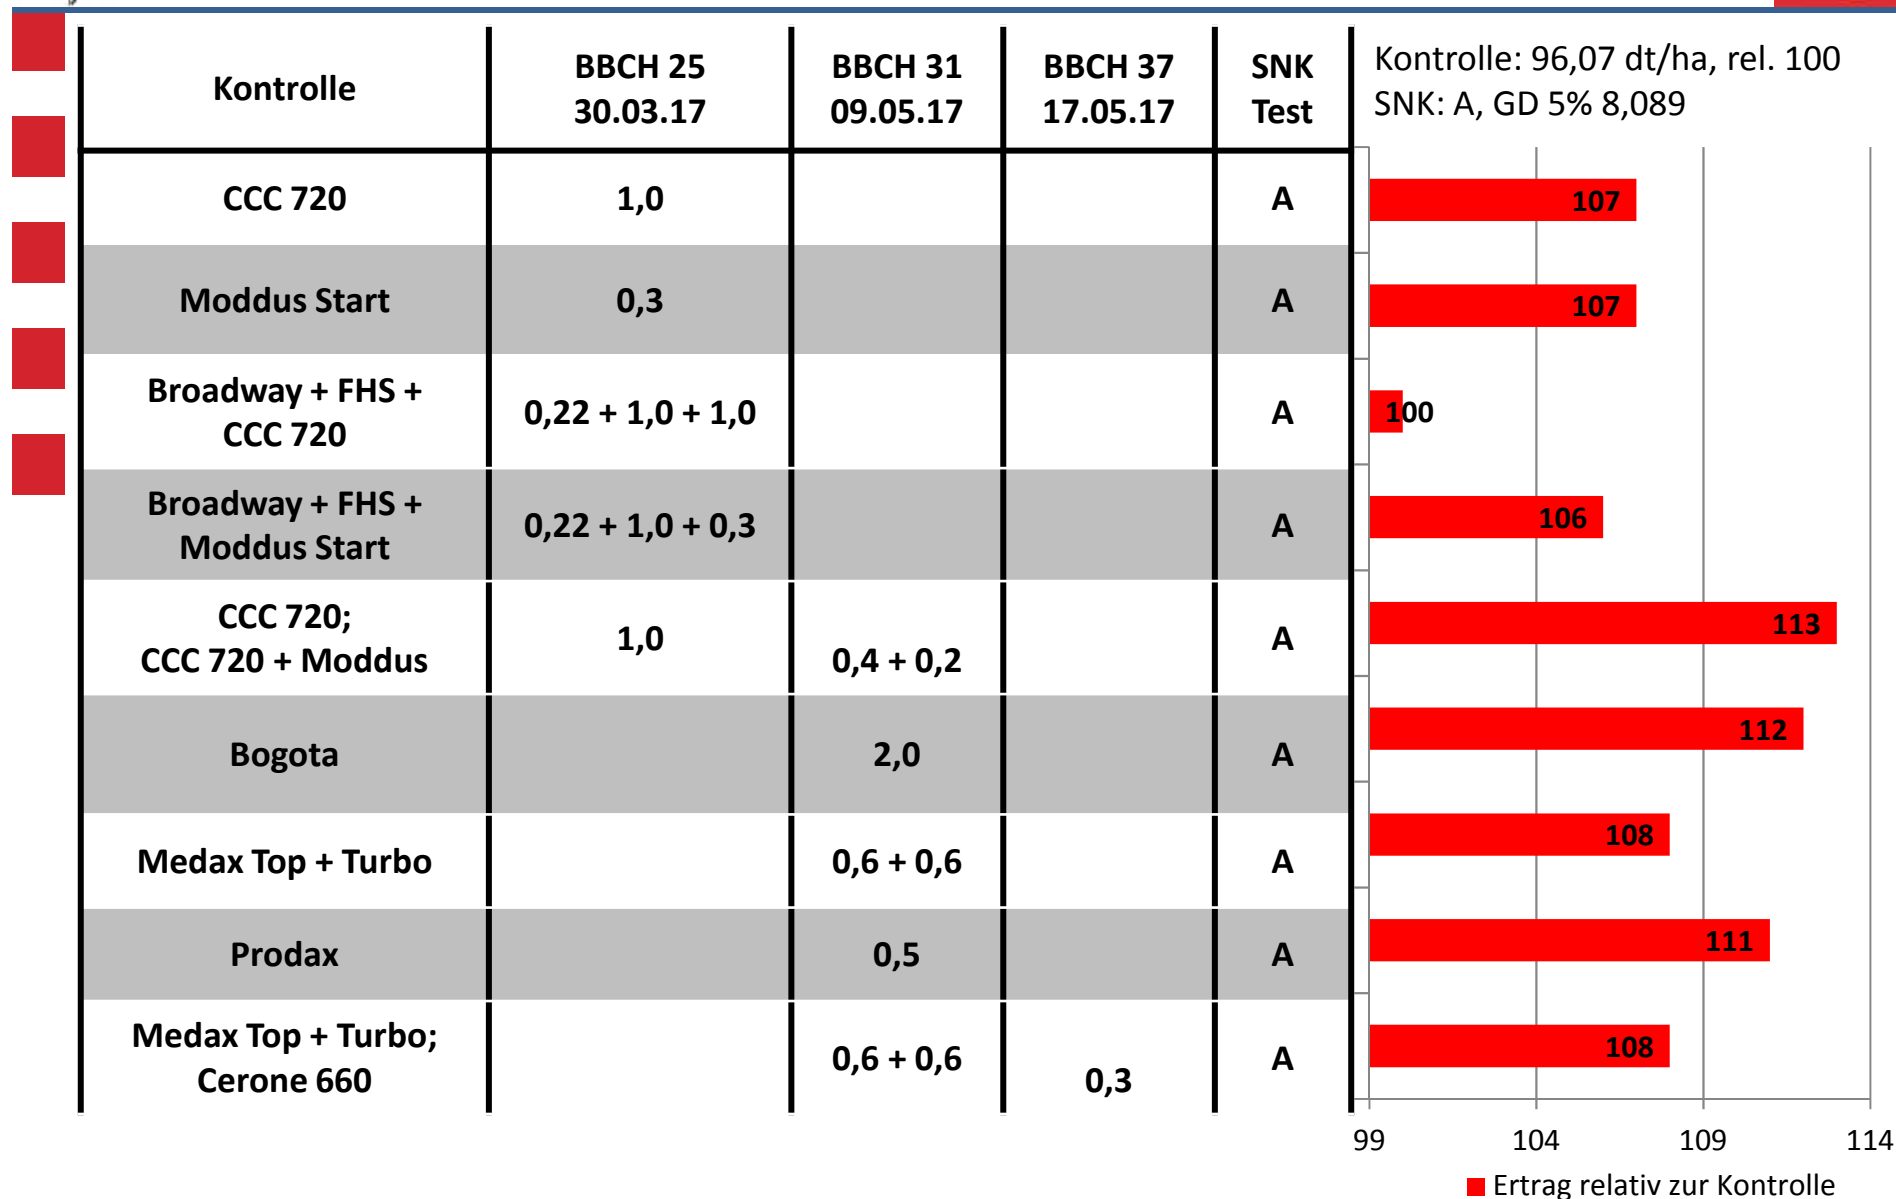 Kontrolle
BBCH 25
30.03.17
BBCH 31
09.05.17
BBCH 37
17.05.17
SNK
Test
Kontrolle: 96,07 dt/ha, rel. 100
SNK: A, GD 5% 8,089
CCC 720
1,0
A
107
Moddus Start
0,3
A
107
Broadway + FHS +
CCC 720
0,22 + 1,0 + 1,0
A
100
Broadway + FHS +
Moddus Start
0,22 + 1,0 + 0,3
A
106
CCC 720;
CCC 720 + Moddus
1,0
0,4 + 0,2
A
113
Bogota
2,0
A
112
Medax Top + Turbo
0,6 + 0,6
A
108
Prodax
0,5
A
111
Medax Top + Turbo;
Cerone 660
0,6 + 0,6
0,3
A
108
99 104 109 114
Ertrag relativ zur Kontrolle